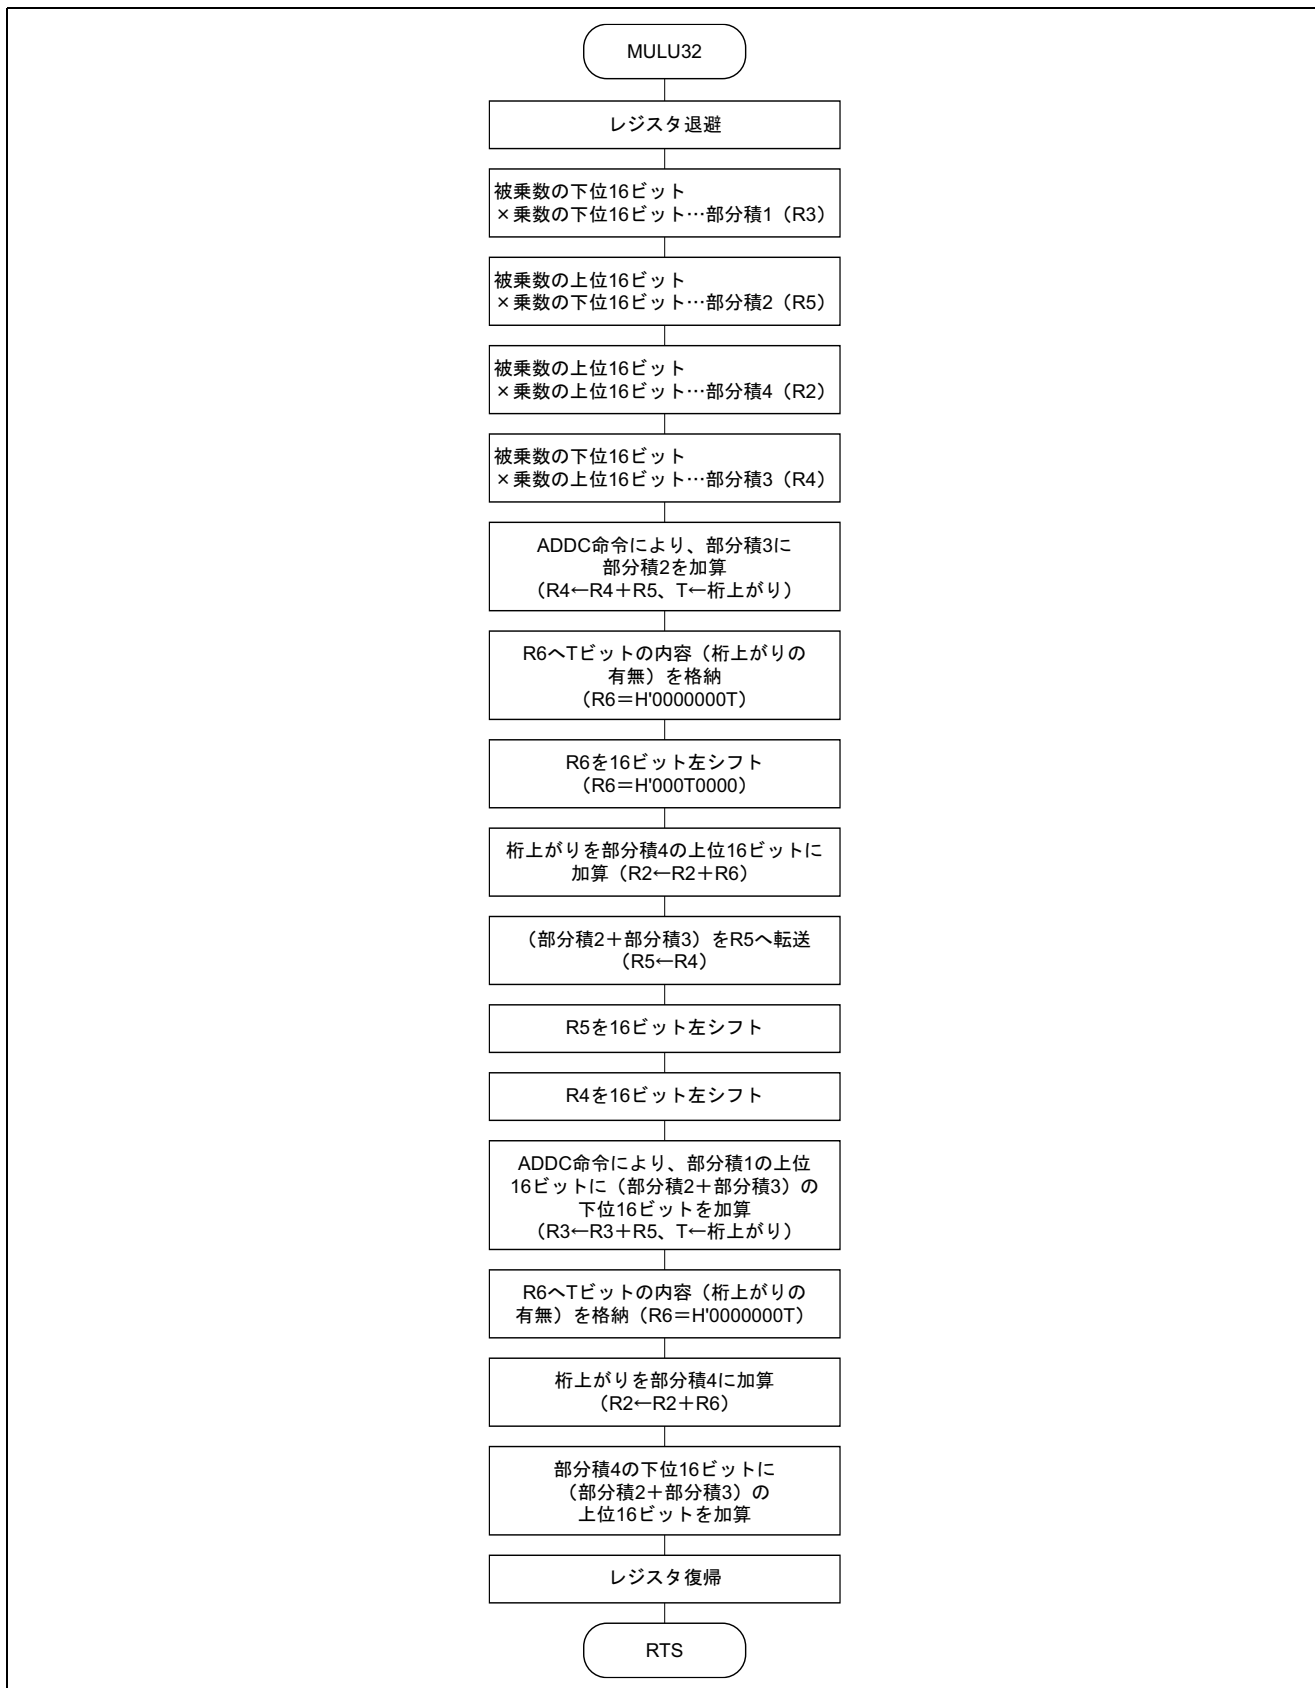 MULU32
レジスタ退避
被乗数の下位16ビット
×乗数の下位16ビット…部分積1（R3）
被乗数の上位16ビット
×乗数の下位16ビット…部分積2（R5）
被乗数の上位16ビット
×乗数の上位16ビット…部分積4（R2）
被乗数の下位16ビット
×乗数の上位16ビット…部分積3（R4）
ADDC命令により、部分積3に
部分積2を加算
（R4←R4＋R5、T←桁上がり）
R6へTビットの内容（桁上がりの
有無）を格納
（R6＝H'0000000T）
R6を16ビット左シフト
（R6＝H'000T0000）
桁上がりを部分積4の上位16ビットに
加算（R2←R2＋R6）
（部分積2＋部分積3）をR5へ転送
（R5←R4）
R5を16ビット左シフト
R4を16ビット左シフト
ADDC命令により、部分積1の上位
16ビットに（部分積2＋部分積3）の
下位16ビットを加算
（R3←R3＋R5、T←桁上がり）
R6へTビットの内容（桁上がりの
有無）を格納（R6＝H'0000000T）
桁上がりを部分積4に加算
（R2←R2＋R6）
部分積4の下位16ビットに
（部分積2＋部分積3）の
上位16ビットを加算
レジスタ復帰
RTS